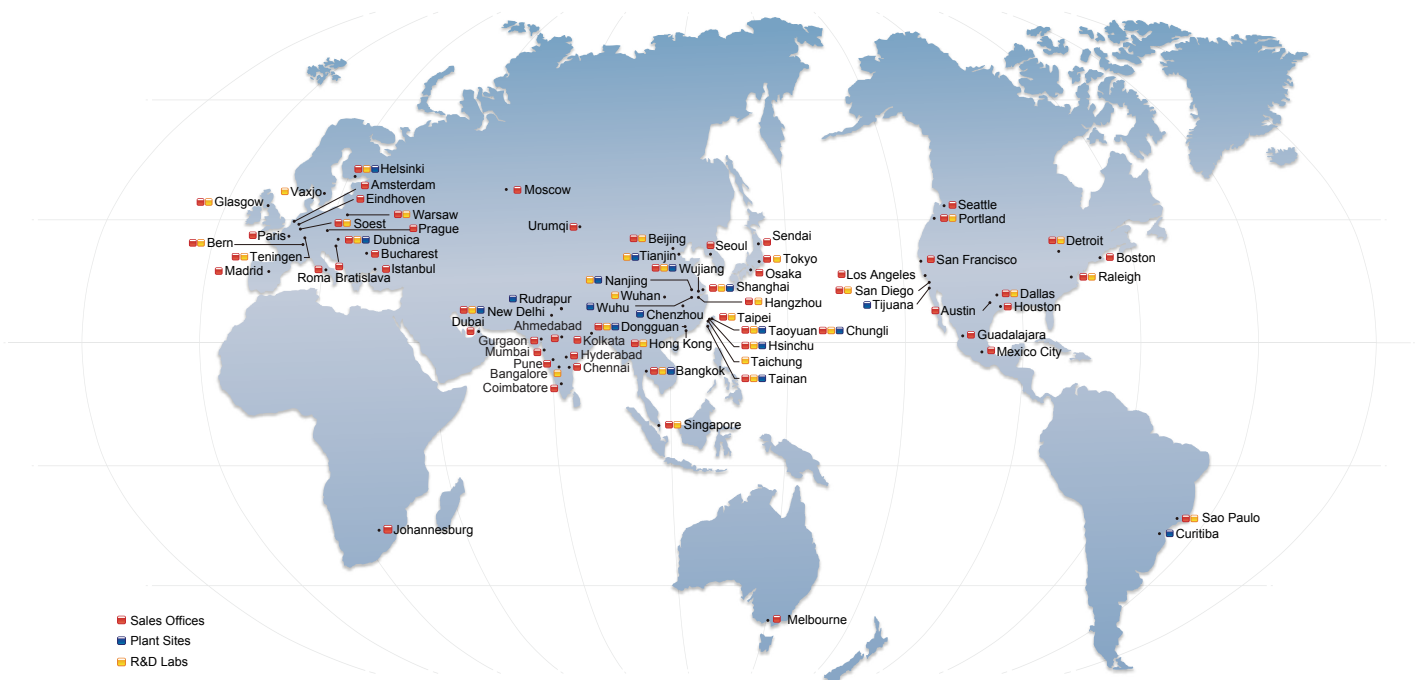 Helsinki
Amsterdam
Eindhoven
Vaxjo
Glasgow
Warsaw
Soest
Prague
Paris
Bern
Dubnica
Teningen
Bucharest
Madrid
Roma
Bratislava
Istanbul
Moscow
Urumqi
Beijing
Tianjin
Wujiang
Seoul
Sendai
Tokyo
Osaka
Nanjing
Shanghai
Wuhan
Hangzhou
Wuhu
Chenzhou
Rudrapur
New Delhi
Dubai
Ahmedabad
Dongguan
Taipei
Taoyuan
Chungli
Gurgaon
Kolkata
Hong Kong
Hsinchu
Mumbai
Hyderabad
Pune
Chennai
Taichung
Bangalore
Bangkok
Tainan
Coimbatore
Singapore
Johannesburg
Melbourne
Seattle
Portland
Detroit
San Francisco
Boston
Los Angeles
Raleigh
San Diego
Dallas
Tijuana
Austin
Houston
Guadalajara
Mexico City
Sao Paulo
Curitiba
Sales Offices
Plant Sites
R&D Labs